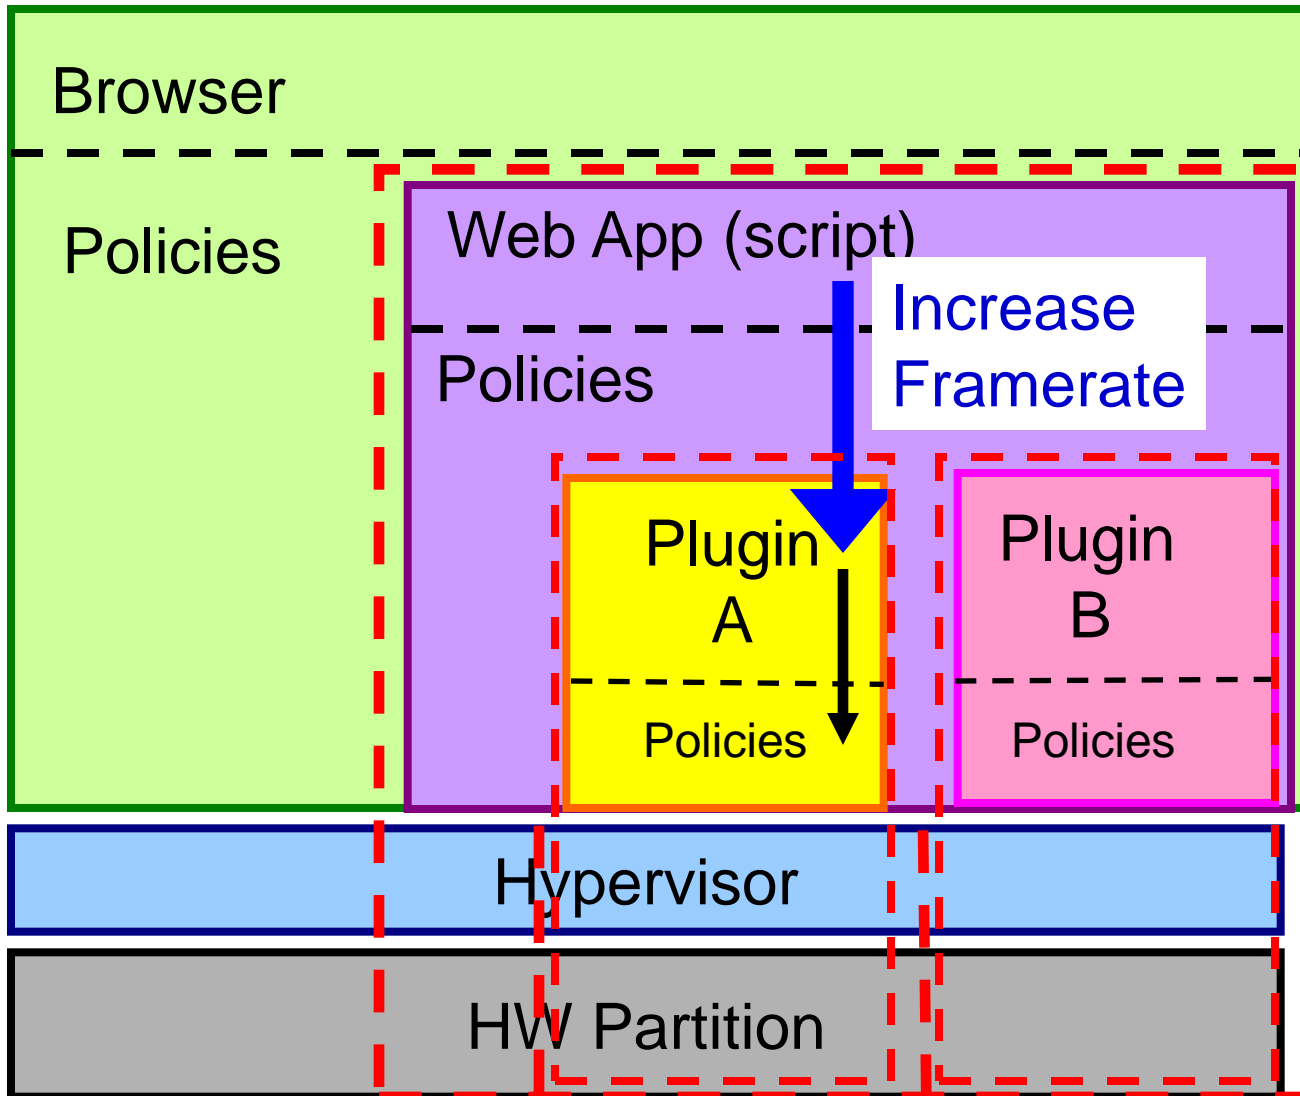 Browser
Policies
Web App (script)
Increase
Framerate
Policies
Plugin
A
Policies
Plugin
B
Policies
Hypervisor
HW Partition